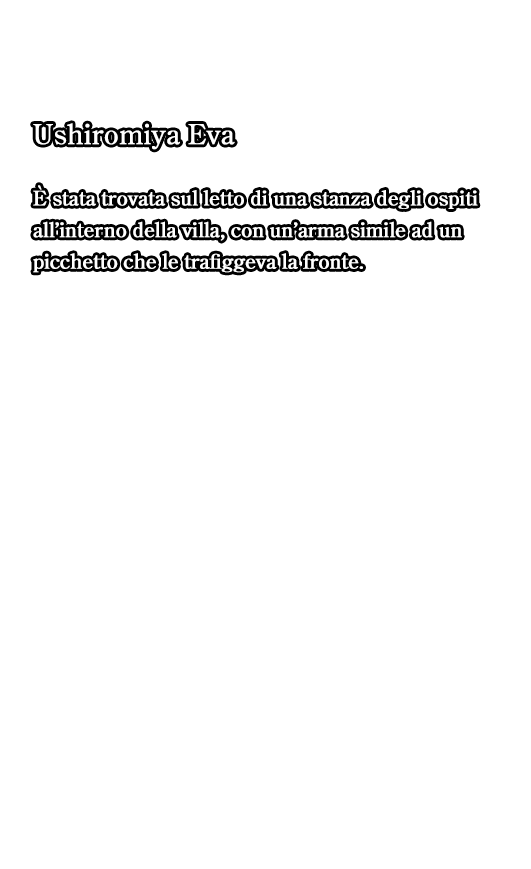 Ushiromiya Eva
È stata trovata sul letto di una stanza degli ospiti
all'interno della villa, con un'arma simile ad un
picchetto che le trafiggeva la fronte.